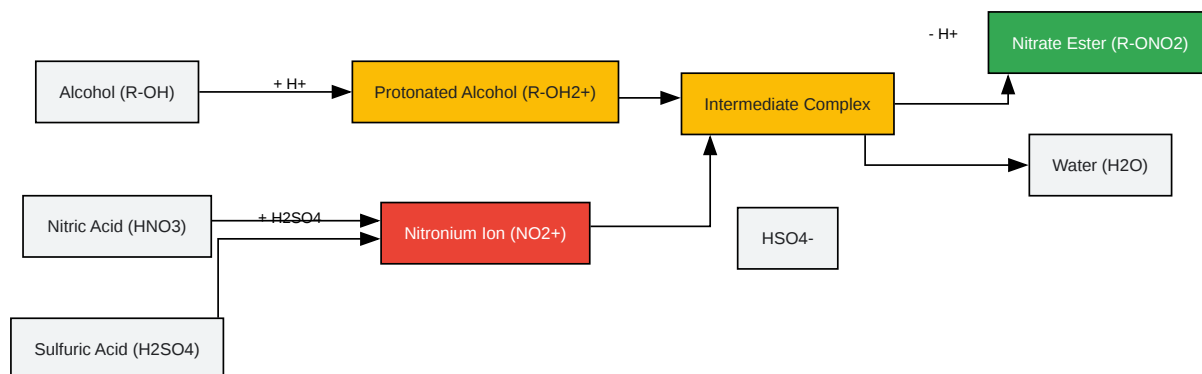 - H+
Nitrate Ester (R-ONO2)
Alcohol (R-OH)
+ H+
Protonated Alcohol (R-OH2+)
Intermediate Complex
Water (H2O)
Nitric Acid (HNO3)
+ H2SO4
Nitronium Ion (NO2+)
HSO4-
Sulfuric Acid (H2SO4)